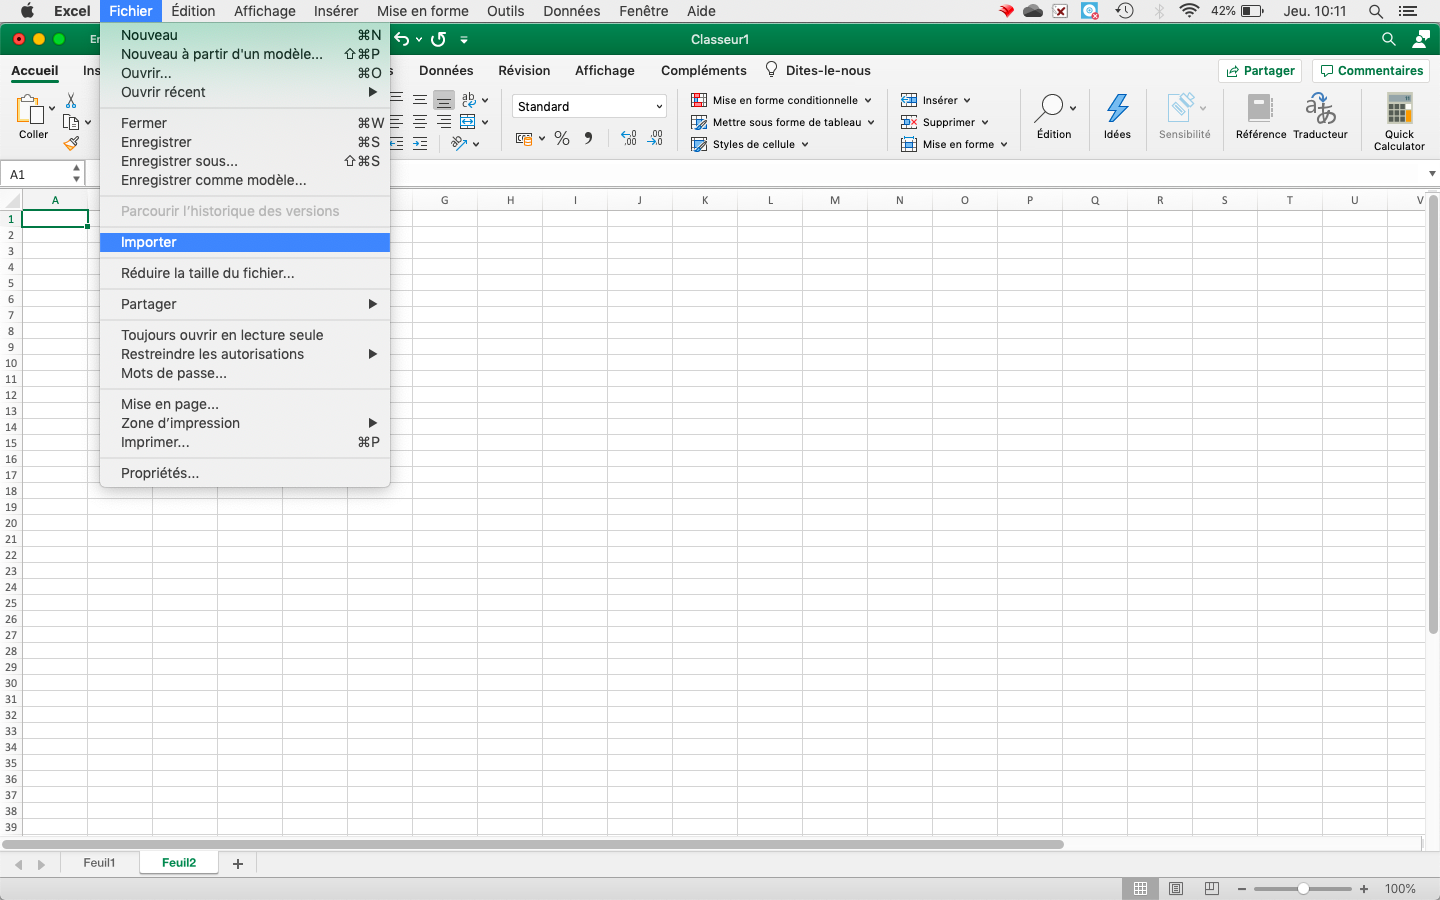 Excel Fichier Édition Affichage Insérer Mise en forme Outils Données Fenêtre Aide 42% Jeu. 10:11
Classeur1
Accueil Données Révision Affichage Compléments Dites-le-nous Partager Commentaires
Nouveau ⌘N
Nouveau à partir d'un modèle... ⇧⌘P
Ouvrir... ⌘O
Ouvrir récent
Fermer ⌘W
Enregistrer ⌘S
Enregistrer sous... ⇧⌘S
Enregistrer comme modèle...
Parcourir l’historique des versions
Importer
Réduire la taille du fichier...
Partager
Toujours ouvrir en lecture seule
Restreindre les autorisations
Mots de passe...
Mise en page...
Zone d’impression
Imprimer... ⌘P
Propriétés...
Coller
Standard
Mise en forme conditionnelle
Mettre sous forme de tableau
Styles de cellule
Insérer
Supprimer
Mise en forme
Édition
Idées
Sensibilité
Référence
Traducteur
Quick
Calculator
A1
A G H I J K L M N O P Q R S T U V
1
2
3
4
5
6
7
8
9
10
11
12
13
14
15
16
17
18
19
20
21
22
23
24
25
26
27
28
29
30
31
32
33
34
35
36
37
38
39
Feuil1 Feuil2
100%